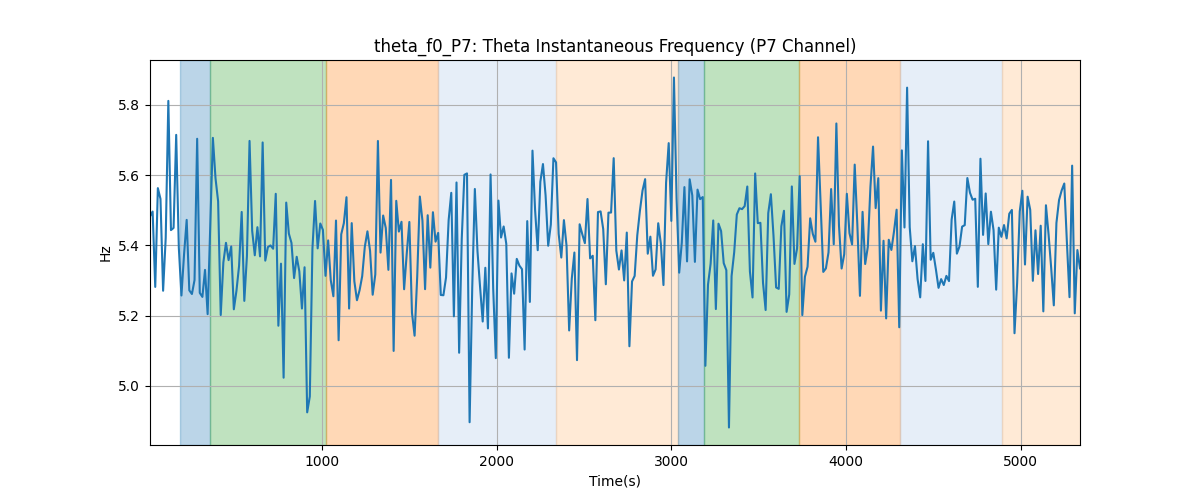 theta_f0_P7: Theta Instantaneous Frequency (P7 Channel)
5.8
5.6
5.4
5.2
5.0
Hz
1000 2000 3000 4000 5000
Time(s)